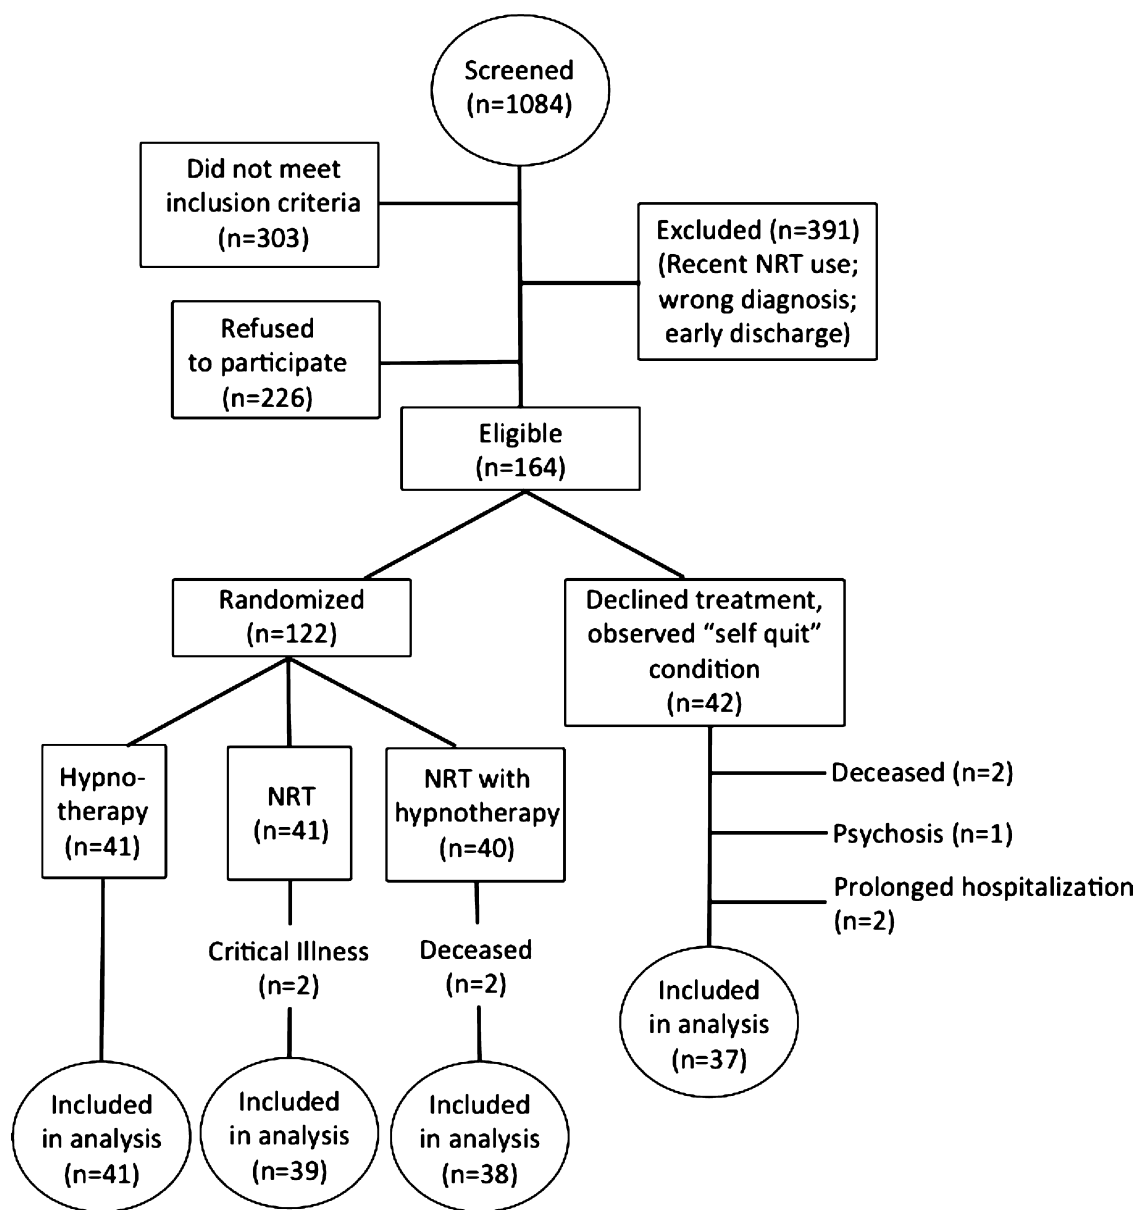 Screened
(n=1084)
Did not meet
inclusion criteria
(n=303)
Excluded (n=391)
(Recent NRT use;
wrong diagnosis;
early discharge)
Refused
to participate
(n=226)
Eligible
(n=164)
Randomized
(n=122)
Declined treatment,
observed “self quit”
condition
(n=42)
Hypno-
therapy
(n=41)
NRT
(n=41)
NRT with
hypnotherapy
(n=40)
Deceased (n=2)
Psychosis (n=1)
Prolonged hospitalization
(n=2)
Critical Illness
(n=2)
Deceased
(n=2)
Included
in analysis
(n=37)
Included
in analysis
(n=41)
Included
in analysis
(n=39)
Included
in analysis
(n=38)